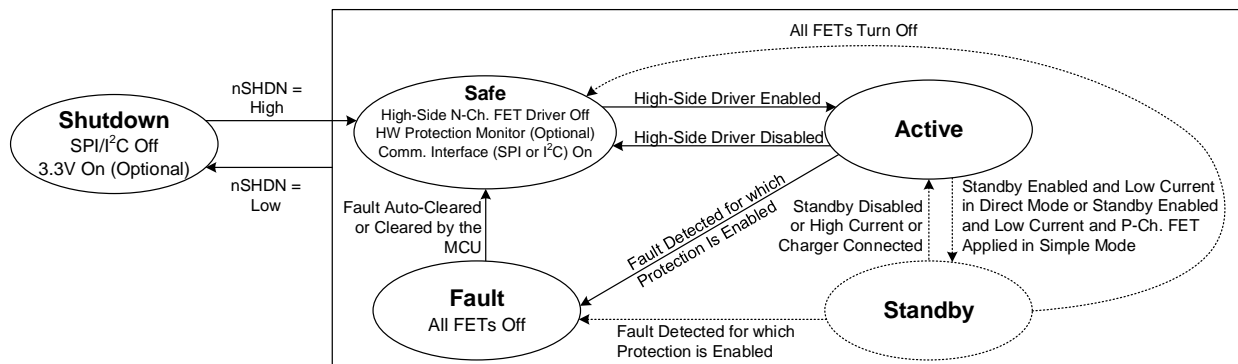 All FETs Turn Off
nSHDN =
High
Shutdown
SPI/I²C Off
3.3V On (Optional)
nSHDN =
Low
Safe
High-Side N-Ch. FET Driver Off
HW Protection Monitor (Optional)
Comm. Interface (SPI or I²C) On
High-Side Driver Enabled
High-Side Driver Disabled
Active
Fault Auto-Cleared
or Cleared by the
MCU
Fault Detected for which
Protection Is Enabled
Standby Disabled
or High Current or
Charger Connected
Standby Enabled and Low Current
in Direct Mode or Standby Enabled
and Low Current and P-Ch. FET
Applied in Simple Mode
Fault
All FETs Off
Fault Detected for which
Protection is Enabled
Standby